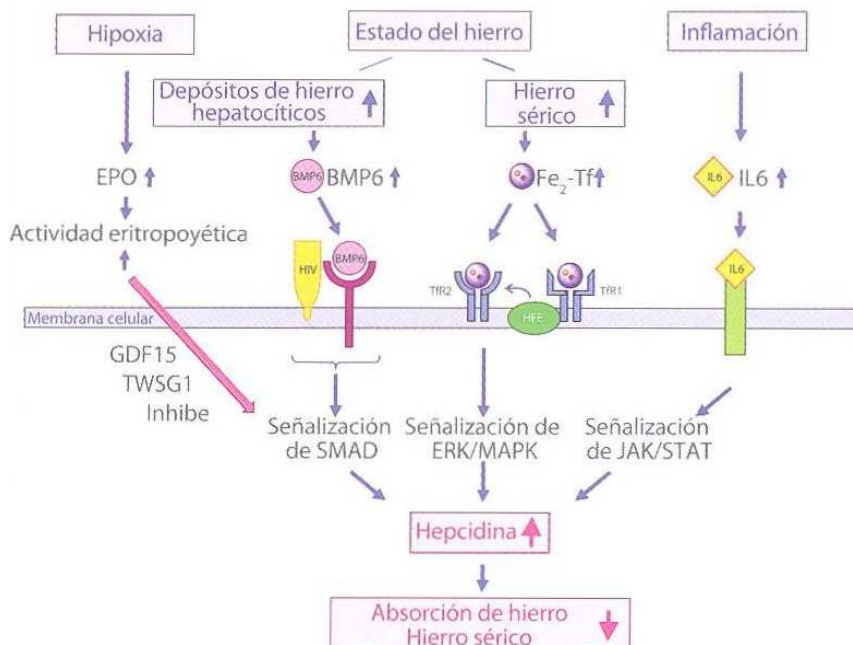 Hipoxia
Estado del hierro
Inflamación
Depósitos de hierro
hepatocíticos
Hierro
sérico
EPO
BMP6 BMP6
Fe2-Tf
IL6 IL6
Actividad eritropoyética
HIV
BMP6
TfR2
TfR1
HFE
IL6
Membrana celular
GDF15
TWSG1
Inhibe
Señalización
de SMAD
Señalización de
ERK/MAPK
Señalización
de JAK/STAT
Hepcidina
Absorción de hierro
Hierro sérico